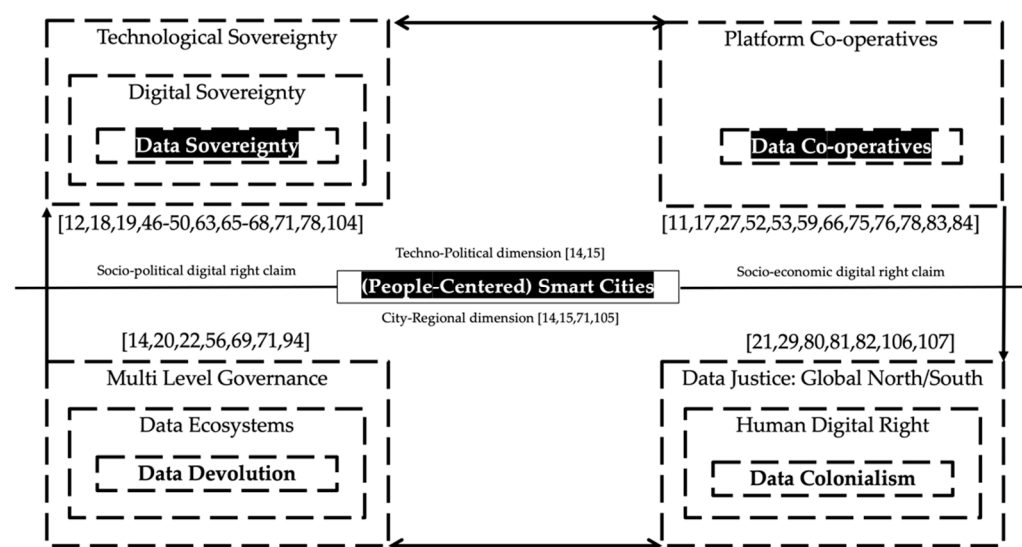 Technological Sovereignty
Platform Co-operatives
Digital Sovereignty
Data Sovereignty
Data Co-operatives
[12,18,19,46-50,63,65-68,71,78,104]
[11,17,27,52,53,59,66,75,76,78,83,84]
Techno-Political dimension [14,15]
Socio-political digital right claim
(People-Centered) Smart Cities
Socio-economic digital right claim
City-Regional dimension [14,15,71,105]
[14,20,22,56,69,71,94]
[21,29,80,81,82,106,107]
Multi Level Governance
Data Justice: Global North/South
Data Ecosystems
Human Digital Right
Data Devolution
Data Colonialism